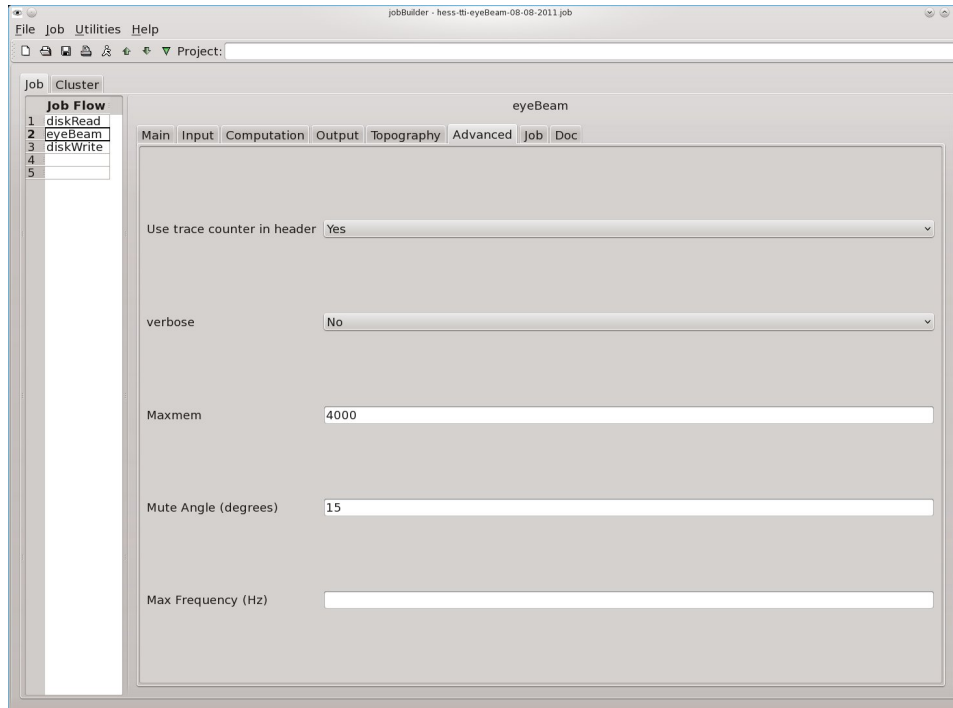 jobBuilder - hess-tti-eyeBeam-08-08-2011.job
File Job Utilities Help
Project:
Job Cluster
Job Flow
1 diskRead
2 eyeBeam
3 diskWrite
4
5
eyeBeam
Main Input Computation Output Topography Advanced Job Doc
Use trace counter in header Yes
verbose No
Maxmem 4000
Mute Angle (degrees) 15
Max Frequency (Hz)